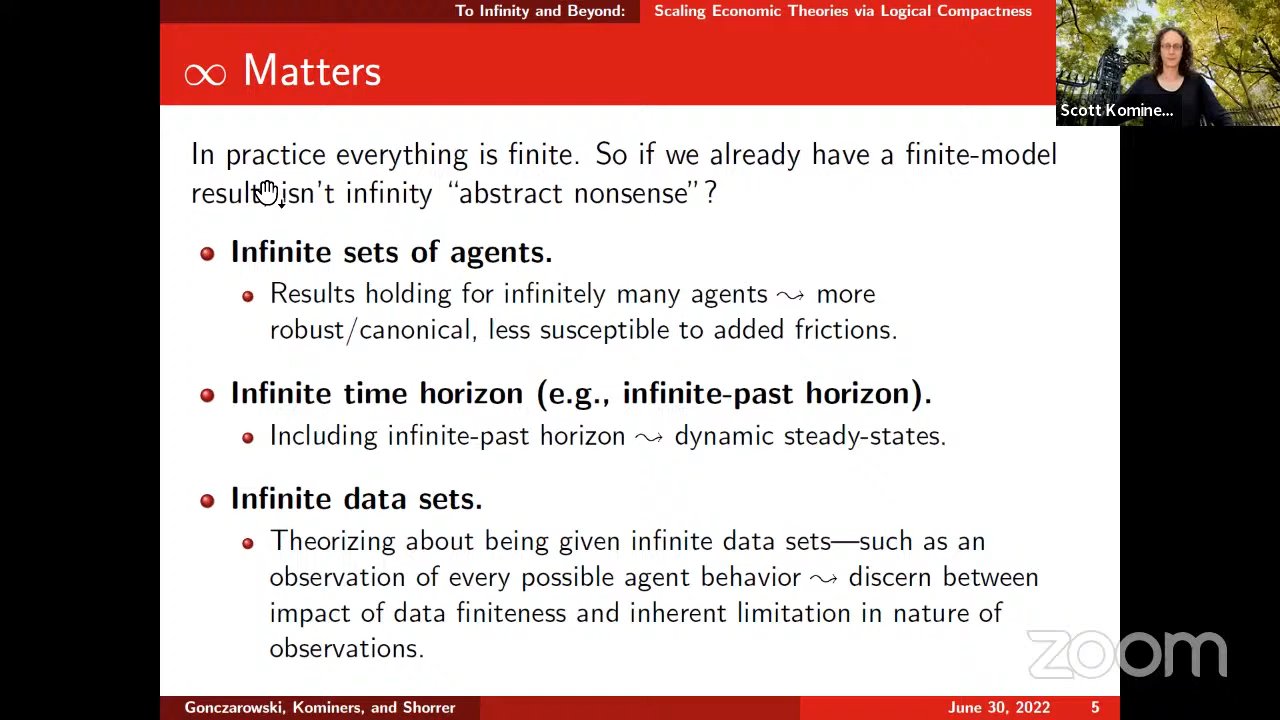 To Infinity and Beyond: Scaling Economic Theories via Logical Compactness
∞ Matters
Scott Komine...
In practice everything is finite. So if we already have a finite-model
result isn't infinity “abstract nonsense”?
Infinite sets of agents.
Results holding for infinitely many agents ⤳ more
robust/canonical, less susceptible to added frictions.
Infinite time horizon (e.g., infinite-past horizon).
Including infinite-past horizon ⤳ dynamic steady-states.
Infinite data sets.
Theorizing about being given infinite data sets—such as an
observation of every possible agent behavior ⤳ discern between
impact of data finiteness and inherent limitation in nature of
observations.
zoom
Gonczarowski, Kominers, and Shorrer June 30, 2022 5